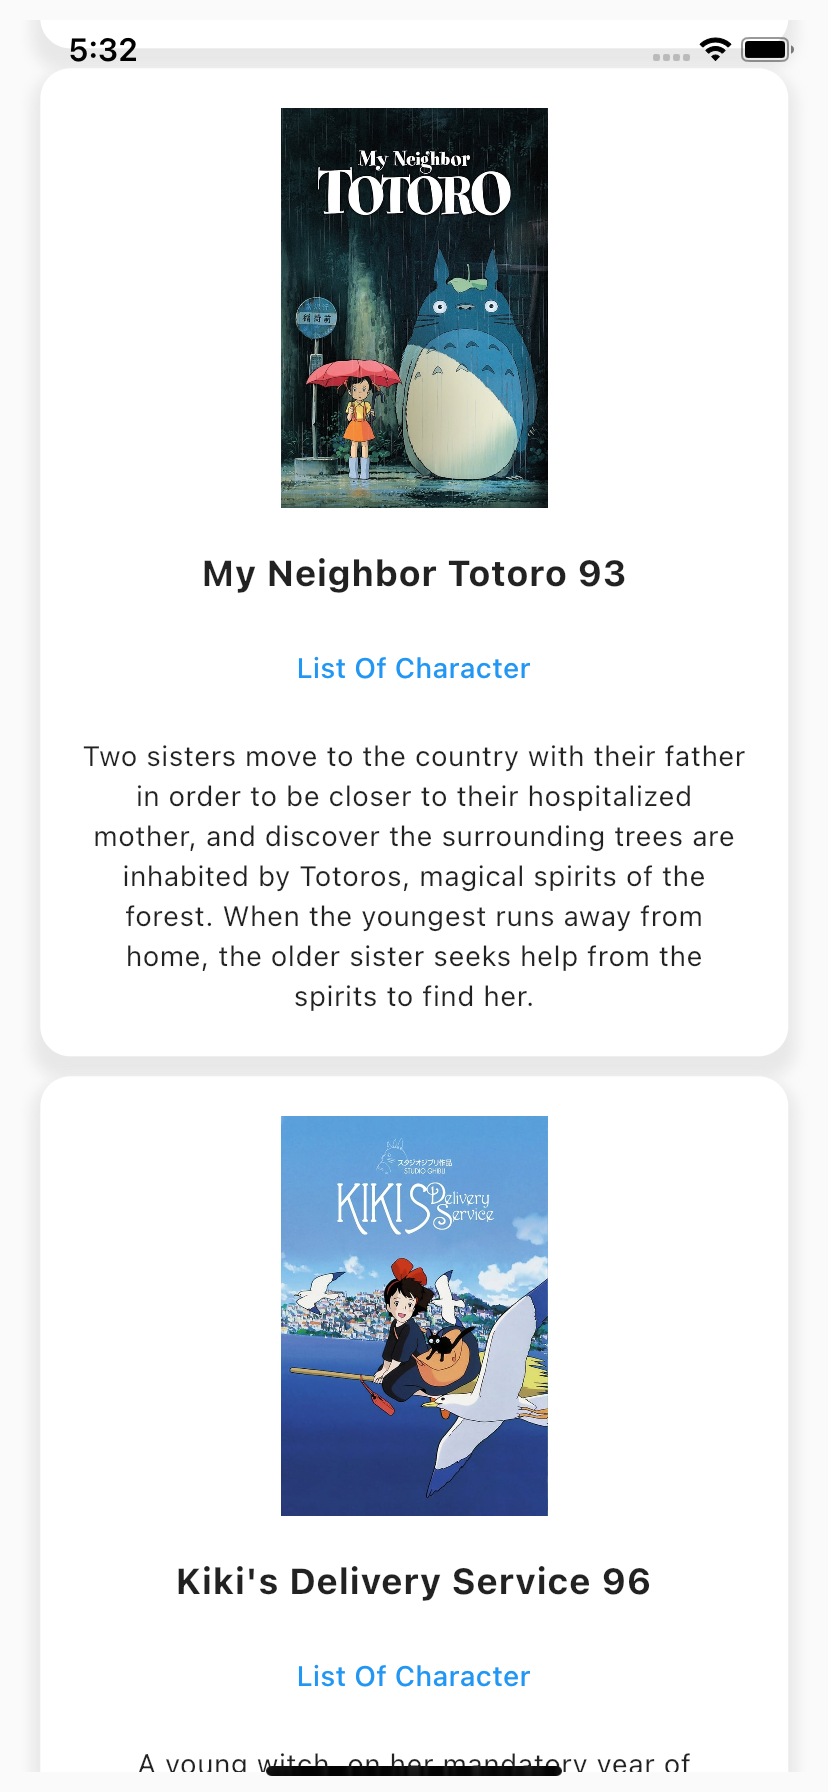 5:32
My Neighbor
TOTORO
稲荷前
My Neighbor Totoro 93
List Of Character
Two sisters move to the country with their father
in order to be closer to their hospitalized
mother, and discover the surrounding trees are
inhabited by Totoros, magical spirits of the
forest. When the youngest runs away from
home, the older sister seeks help from the
spirits to find her.
スタジオジブリ作品
STUDIO GHIBLI
KIKI'S Delivery
Service
Kiki's Delivery Service 96
List Of Character
A young witch, on her mandatory year of